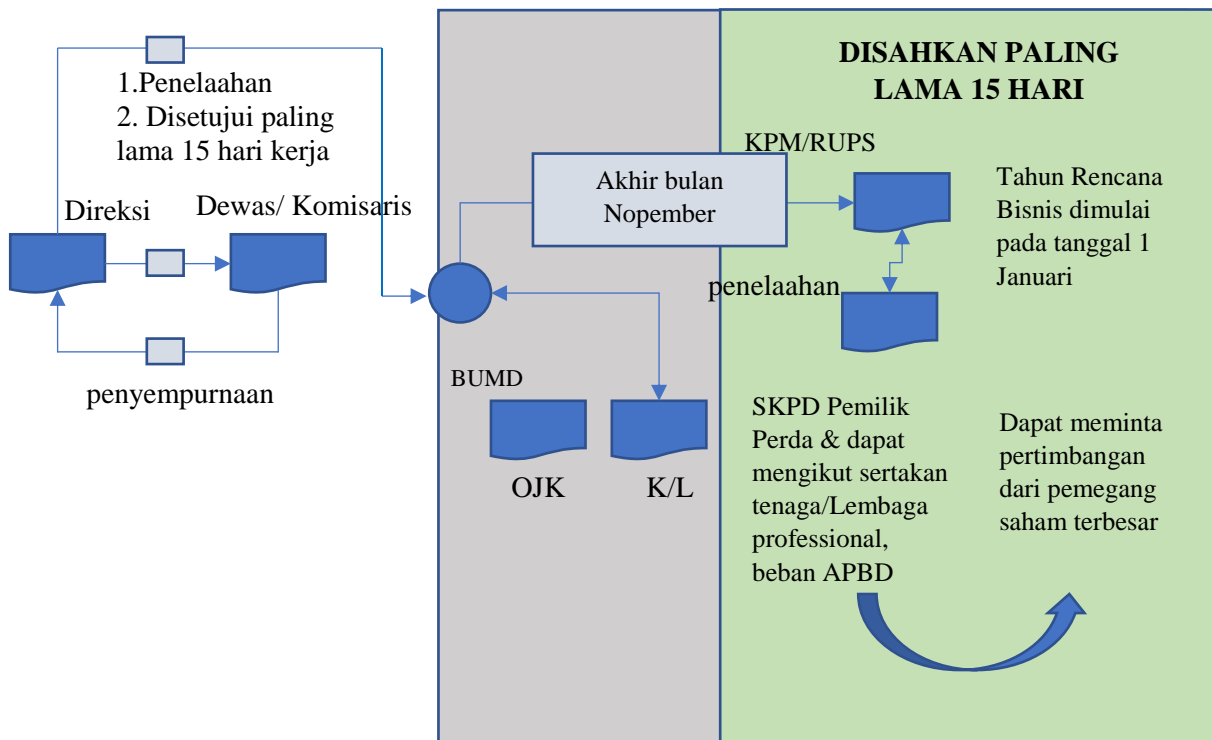 1.Penelaahan
2. Disetujui paling
lama 15 hari kerja
Direksi
Dewas/ Komisaris
penyempurnaan
Akhir bulan
Nopember
BUMD
OJK
K/L
DISAHKAN PALING
LAMA 15 HARI
KPM/RUPS
Tahun Rencana
Bisnis dimulai
pada tanggal 1
Januari
penelaahan
SKPD Pemilik
Perda & dapat
mengikut sertakan
tenaga/Lembaga
professional,
beban APBD
Dapat meminta
pertimbangan
dari pemegang
saham terbesar